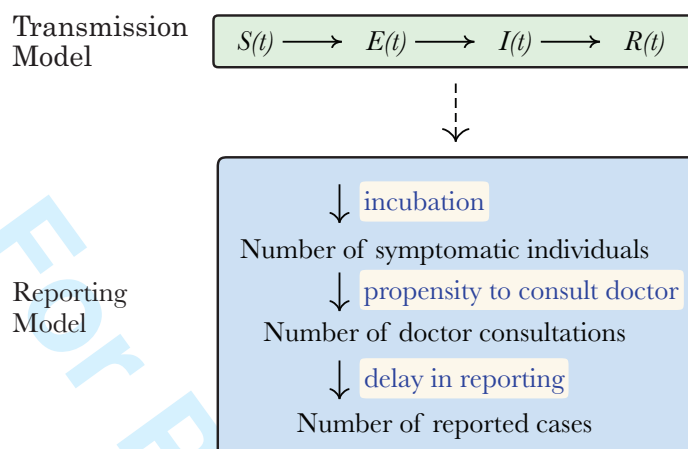 Transmission
Model
S(t) → E(t) → I(t) → R(t)
incubation
Number of symptomatic individuals
propensity to consult doctor
Reporting
Model
Number of doctor consultations
delay in reporting
Number of reported cases
For